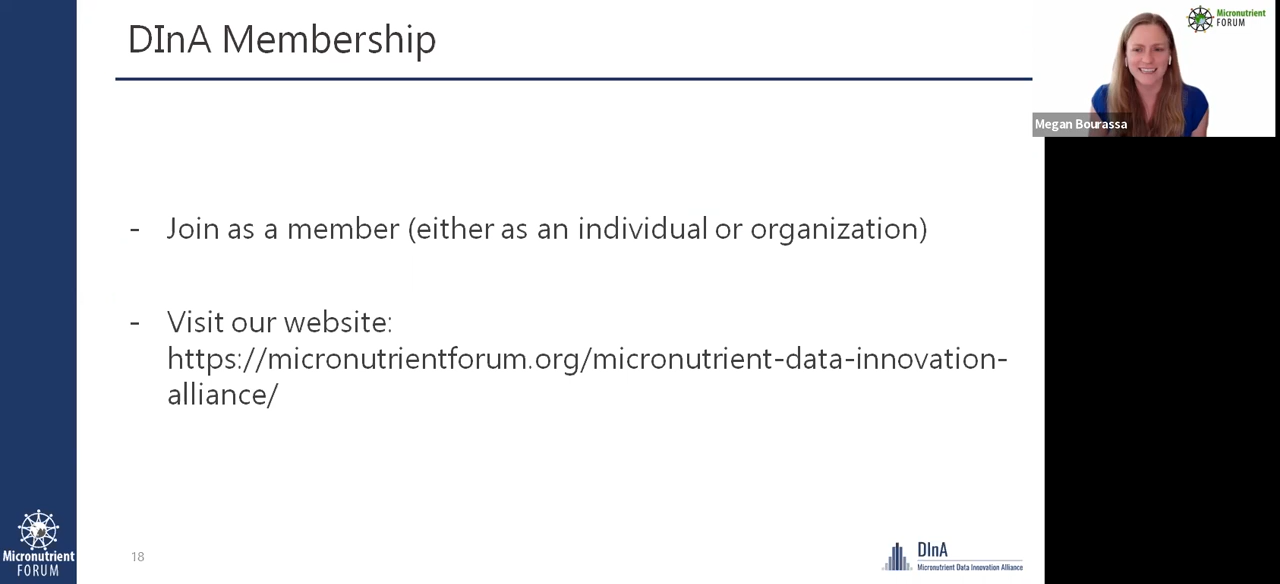 DInA Membership
Micronutrient
FORUM
Megan Bourassa
- Join as a member (either as an individual or organization)
- Visit our website:
https://micronutrientforum.org/micronutrient-data-innovation-
alliance/
Micronutrient
FORUM
18
DInA
Micronutrient Data Innovation Alliance